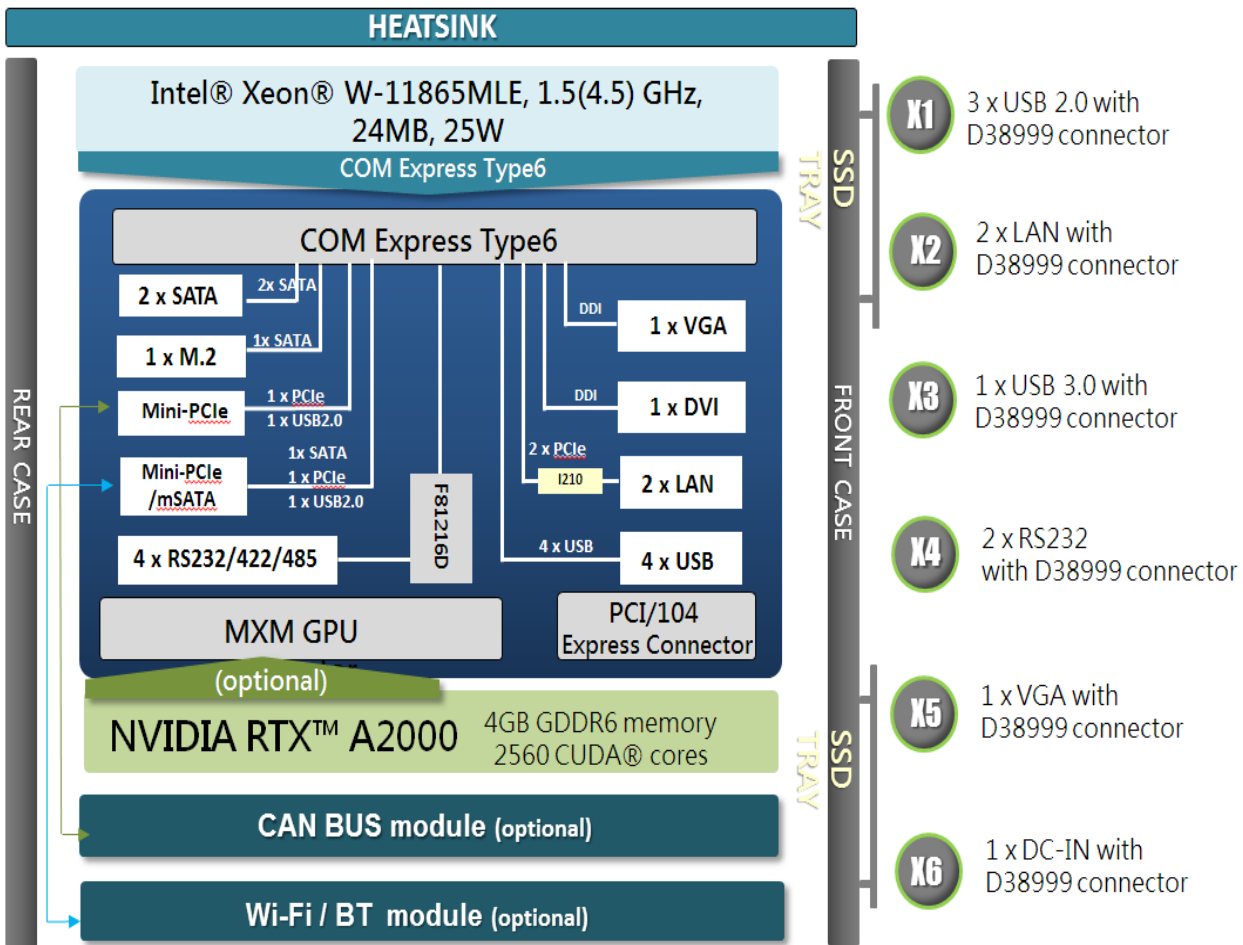 HEATSINK
Intel® Xeon® W-11865MLE, 1.5(4.5) GHz,
24MB, 25W
COM Express Type6
COM Express Type6
2 x SATA
2x SATA
1 x M.2
1x SATA
Mini-PCIe
1 x PCIe
1 x USB2.0
Mini-PCIe
/mSATA
1x SATA
1 x PCIe
1 x USB2.0
4 x RS232/422/485
F81216D
DDI
1 x VGA
DDI
1 x DVI
2 x PCIe
I210
2 x LAN
4 x USB
4 x USB
MXM GPU
PCI/104
Express Connector
(optional)
NVIDIA RTX™ A2000
4GB GDDR6 memory
2560 CUDA® cores
CAN BUS module (optional)
Wi-Fi / BT module (optional)
REAR CASE
FRONT CASE
SSD
TRAY
SSD
TRAY
X1
3 x USB 2.0 with
D38999 connector
X2
2 x LAN with
D38999 connector
X3
1 x USB 3.0 with
D38999 connector
X4
2 x RS232
with D38999 connector
X5
1 x VGA with
D38999 connector
X6
1 x DC-IN with
D38999 connector